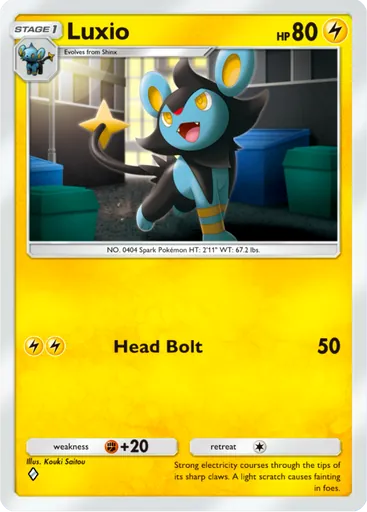 STAGE 1
Luxio
HP 80
Evolves from Shinx
NO. 0404 Spark Pokémon HT: 2'11" WT: 67.2 lbs.
Head Bolt 50
weakness +20 retreat
Illus. Kouki Saitou
Strong electricity courses through the tips of
its sharp claws. A light scratch causes fainting
in foes.